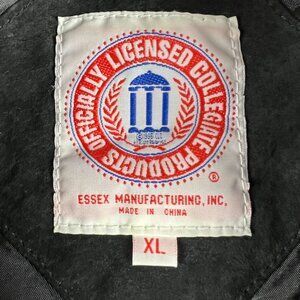 OFFICIALLY LICENSED COLLEGIATE PRODUCTS
®
ESSEX MANUFACTURING, INC.
MADE IN CHINA
XL